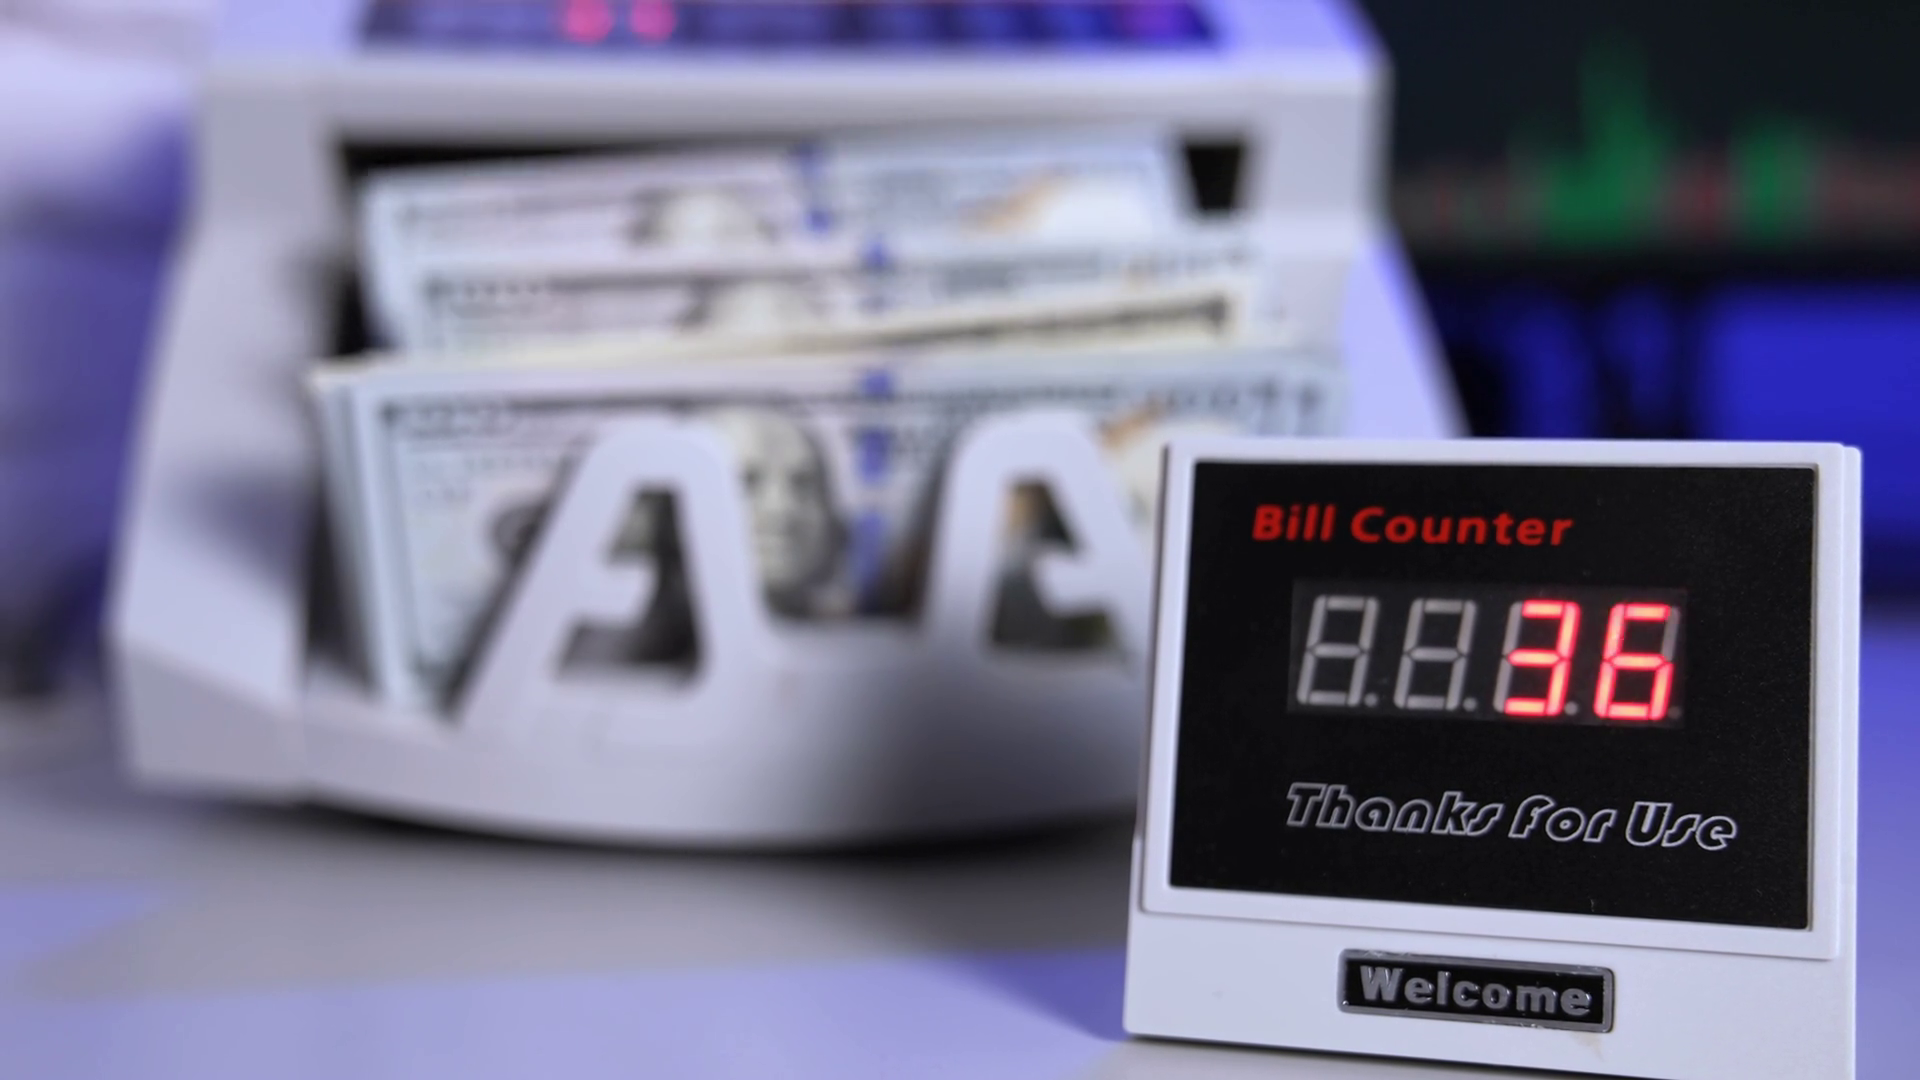 Bill Counter
36
Thanks For Use
Welcome